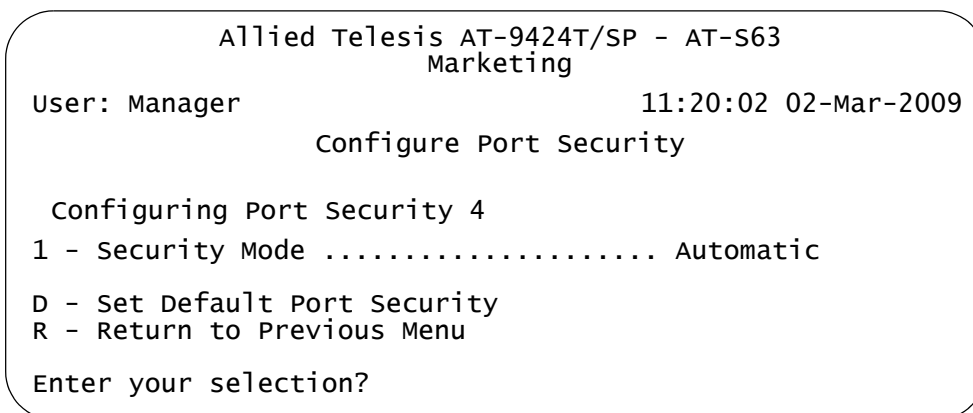 Allied Telesis AT-9424T/SP - AT-S63
Marketing
User: Manager 11:20:02 02-Mar-2009
Configure Port Security
Configuring Port Security 4
1 - Security Mode ..................... Automatic
D - Set Default Port Security
R - Return to Previous Menu
Enter your selection?